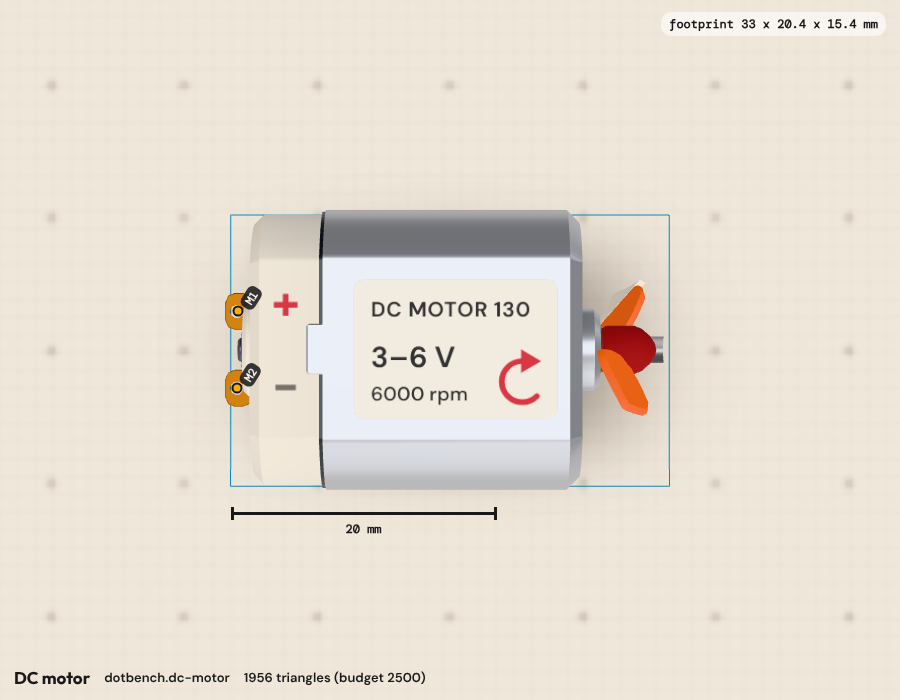 footprint 33 x 20.4 x 15.4 mm
M1
+
DC MOTOR 130
3–6 V
6000 rpm
M2
−
20 mm
DC motor dotbench.dc-motor 1956 triangles (budget 2500)